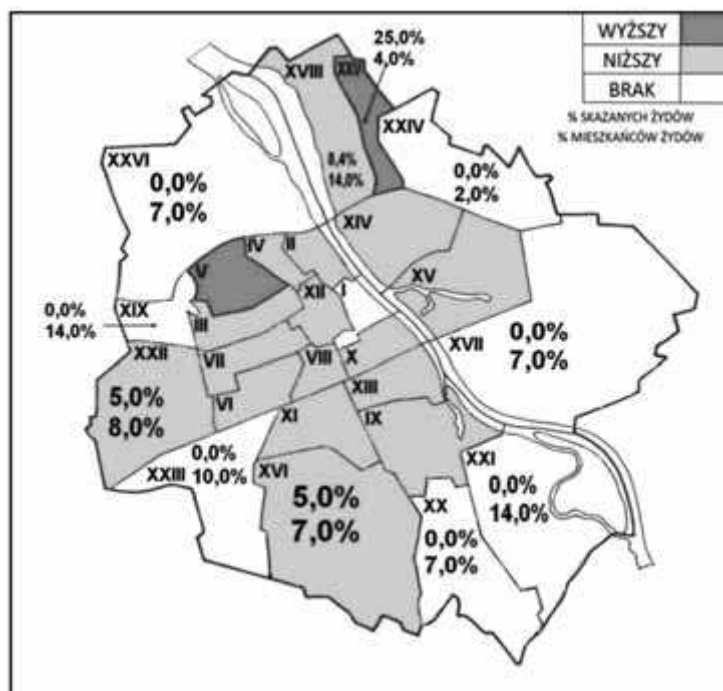 WYŻSZY
NIŻSZY
BRAK
% SKAZANYCH ŻYDÓW
% MIESZKAŃCÓW ŻYDÓW
25,0%
4,0%
XVIII
XXV
XXIV
8,4%
14,0%
0,0%
2,0%
XXVI
0,0%
7,0%
XIV
IV
II
V
XII
I
XV
0,0%
14,0%
XIX
III
XXII
VII
VIII
X
XVII
0,0%
7,0%
5,0%
8,0%
VI
XI
XIII
IX
0,0%
XXIII 10,0%
XVI
5,0%
7,0%
XX
0,0%
7,0%
XXI
0,0%
14,0%